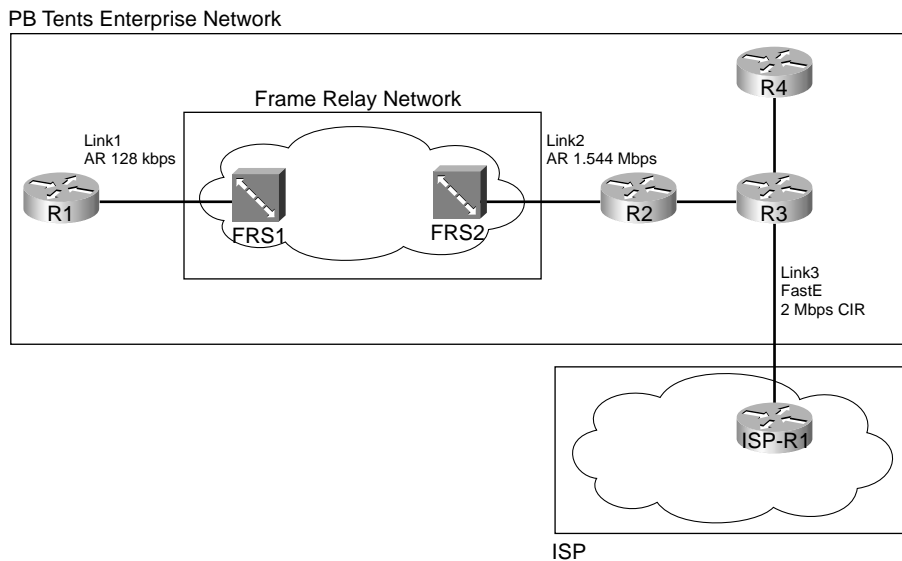 PB Tents Enterprise Network
R4
Frame Relay Network
Link1
AR 128 kbps
Link2
AR 1.544 Mbps
R1
FRS1
FRS2
R2
R3
Link3
FastE
2 Mbps CIR
ISP-R1
ISP